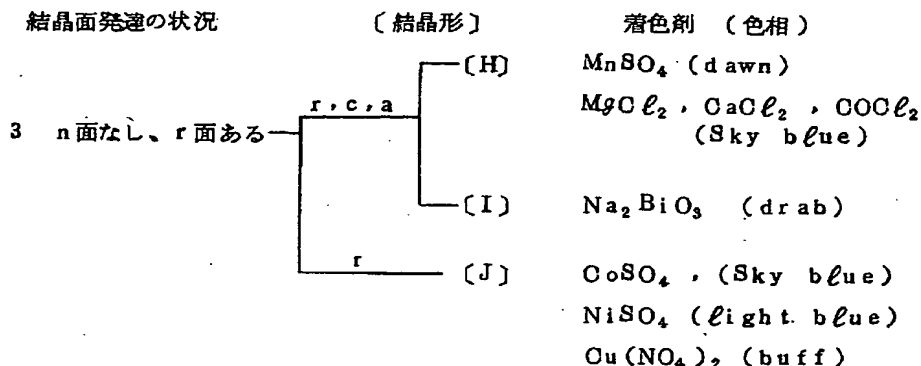 結晶面発達の状況 〔結晶形〕 着色剤 (色相)
〔H〕 MnSO₄ (dawn)
r, c, a MgCℓ₂, CaCℓ₂, COCℓ₂
3 n面なし、r面ある (Sky bℓue)
〔I〕 Na₂BiO₃ (drab)
r 〔J〕 CoSO₄, (Sky bℓue)
NiSO₄ (ℓight. bℓue)
Cu(NO₄)₂ (buff)